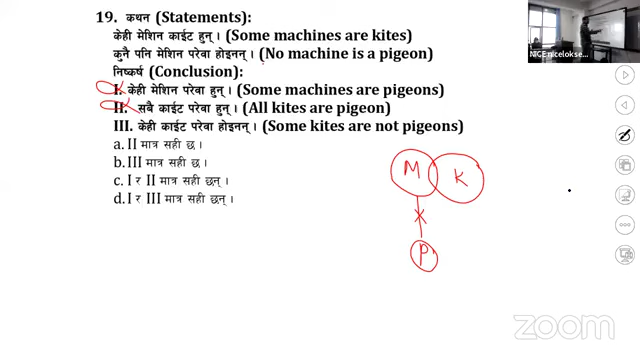 19. कथन (Statements):
केही मेशिन काईट हुन्। (Some machines are kites)
कुनै पनि मेशिन परेवा होइनन्। (No machine is a pigeon)
निष्कर्ष (Conclusion):
I. केही मेशिन परेवा हुन्। (Some machines are pigeons)
II. सबै काईट परेवा हुन्। (All kites are pigeon)
III. केही काईट परेवा होइनन्। (Some kites are not pigeons)
a. II मात्र सही छ।
b. III मात्र सही छ।
c. I र II मात्र सही छन्।
d. I र III मात्र सही छन्।
M K
P
NICE nicelokse...
zoom